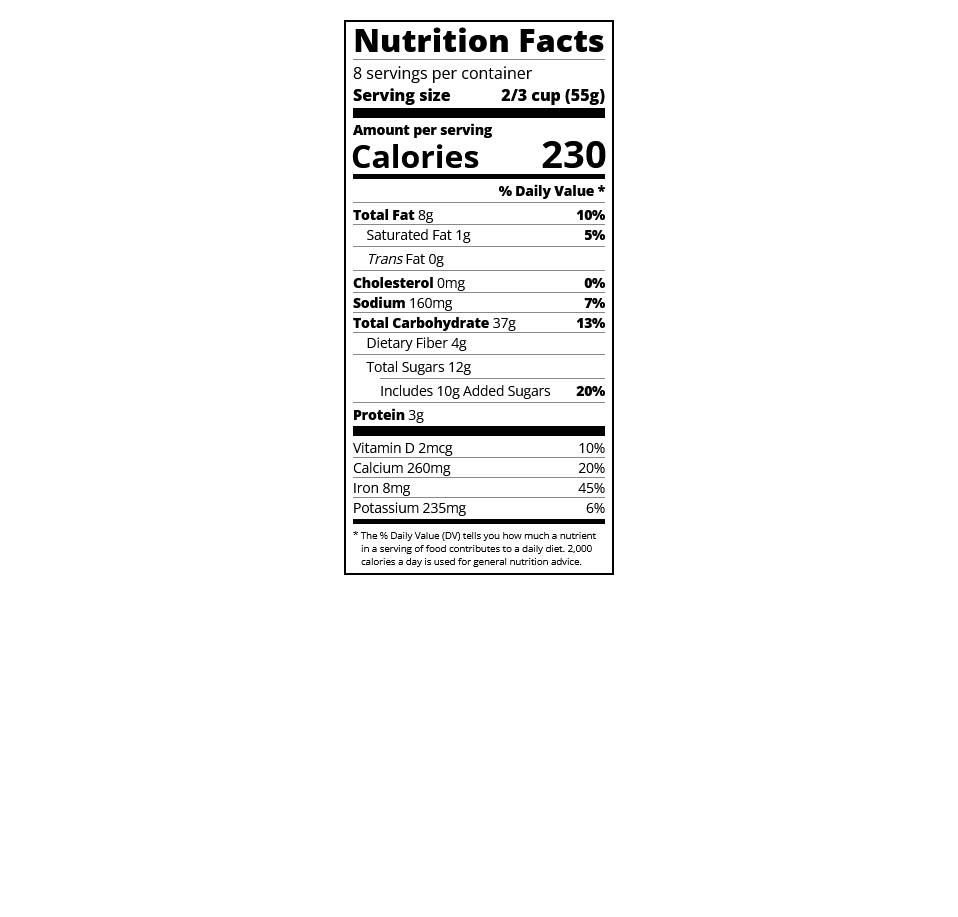 Nutrition Facts
8 servings per container
Serving size 2/3 cup (55g)
Amount per serving
Calories 230
% Daily Value *
Total Fat 8g 10%
Saturated Fat 1g 5%
Trans Fat 0g
Cholesterol 0mg 0%
Sodium 160mg 7%
Total Carbohydrate 37g 13%
Dietary Fiber 4g
Total Sugars 12g
Includes 10g Added Sugars 20%
Protein 3g
Vitamin D 2mcg 10%
Calcium 260mg 20%
Iron 8mg 45%
Potassium 235mg 6%
* The % Daily Value (DV) tells you how much a nutrient
in a serving of food contributes to a daily diet. 2,000
calories a day is used for general nutrition advice.